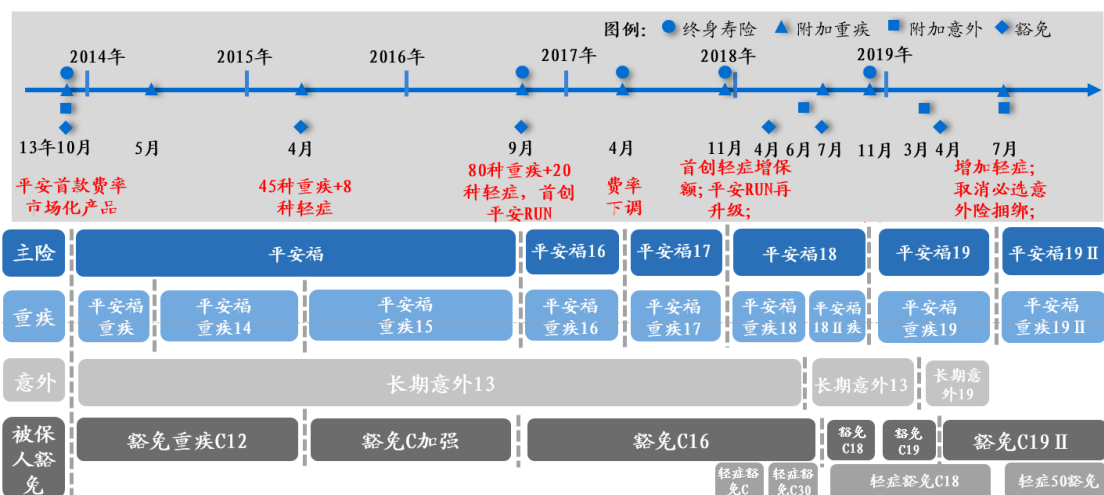 图例: 终身寿险 附加重疾 附加意外 豁免
2014年 2015年 2016年 2017年 2018年 2019年
13年10月 5月 4月 9月 4月 11月 4月 6月 7月 11月 3月 4月 7月
平安首款费率
市场化产品
45种重疾+8
种轻症
80种重疾+20
种轻症，首创
平安RUN
费率
下调
首创轻症增保
额；平安RUN再
升级；
增加轻症；
取消必选意
外险捆绑；
主险 平安福 平安福16 平安福17 平安福18 平安福19 平安福19 II
重疾
平安福
重疾
平安福
重疾14
平安福
重疾15
平安福
重疾16
平安福
重疾17
平安福
重疾18
平安福
18 II 疾
平安福
重疾19
平安福
重疾19 II
意外 长期意外13 长期意外13
长期意
外19
被保
人豁
免
豁免重疾C12 豁免C加强 豁免C16
豁免
C18
豁免
C19
豁免C19 II
轻症豁
免C
轻症豁
免C30
轻症豁免C18 轻症50豁免